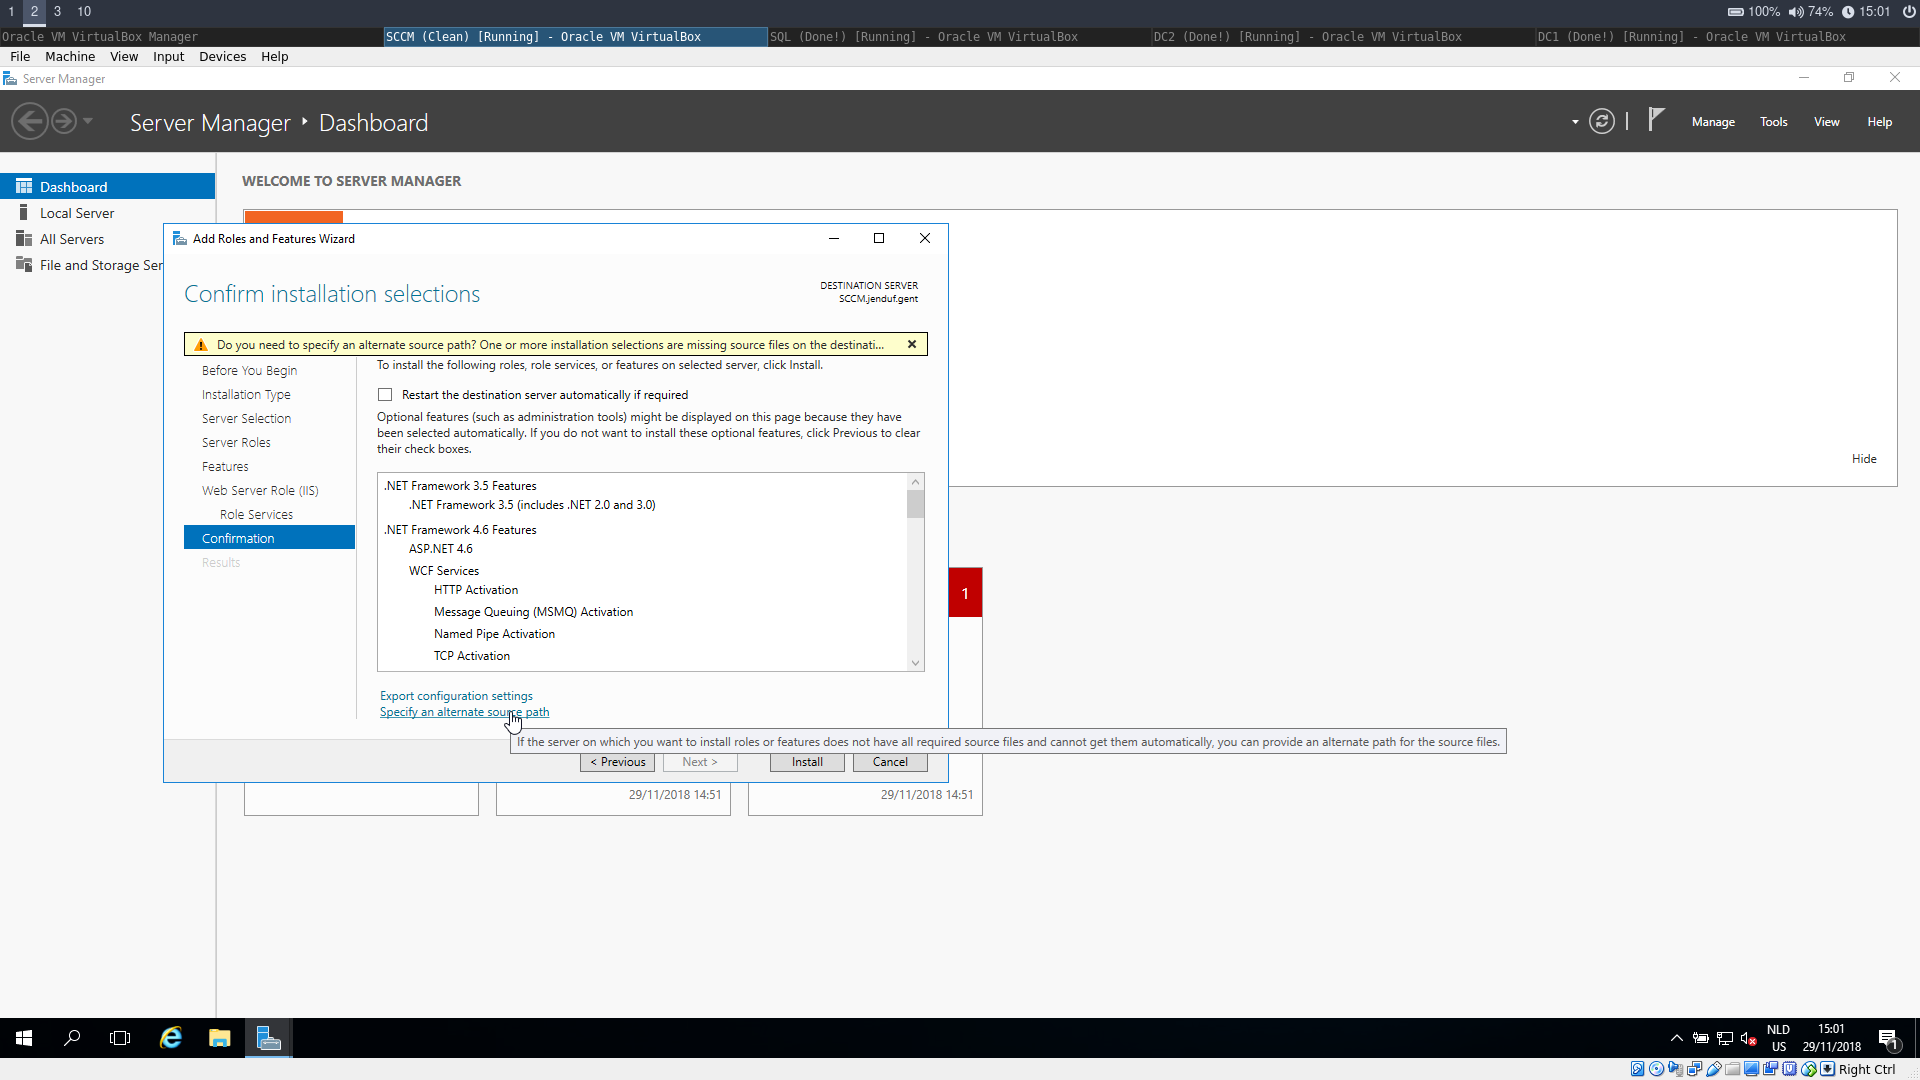 1 2 3 10
100% 74% 15:01
Oracle VM VirtualBox Manager
SCCM (Clean) [Running] - Oracle VM VirtualBox
SQL (Done!) [Running] - Oracle VM VirtualBox
DC2 (Done!) [Running] - Oracle VM VirtualBox
DC1 (Done!) [Running] - Oracle VM VirtualBox
File Machine View Input Devices Help
Server Manager
Server Manager ‣ Dashboard
Manage Tools View Help
Dashboard
Local Server
All Servers
File and Storage Ser
WELCOME TO SERVER MANAGER
Hide
Add Roles and Features Wizard
Confirm installation selections
DESTINATION SERVER
SCCM.jenduf.gent
Do you need to specify an alternate source path? One or more installation selections are missing source files on the destinati...
Before You Begin
Installation Type
Server Selection
Server Roles
Features
Web Server Role (IIS)
Role Services
Confirmation
Results
To install the following roles, role services, or features on selected server, click Install.
Restart the destination server automatically if required
Optional features (such as administration tools) might be displayed on this page because they have
been selected automatically. If you do not want to install these optional features, click Previous to clear
their check boxes.
.NET Framework 3.5 Features
.NET Framework 3.5 (includes .NET 2.0 and 3.0)
.NET Framework 4.6 Features
ASP.NET 4.6
WCF Services
HTTP Activation
Message Queuing (MSMQ) Activation
Named Pipe Activation
TCP Activation
Export configuration settings
Specify an alternate source path
If the server on which you want to install roles or features does not have all required source files and cannot get them automatically, you can provide an alternate path for the source files.
< Previous Next > Install Cancel
1
29/11/2018 14:51
29/11/2018 14:51
NLD
US
15:01
29/11/2018
1
Right Ctrl